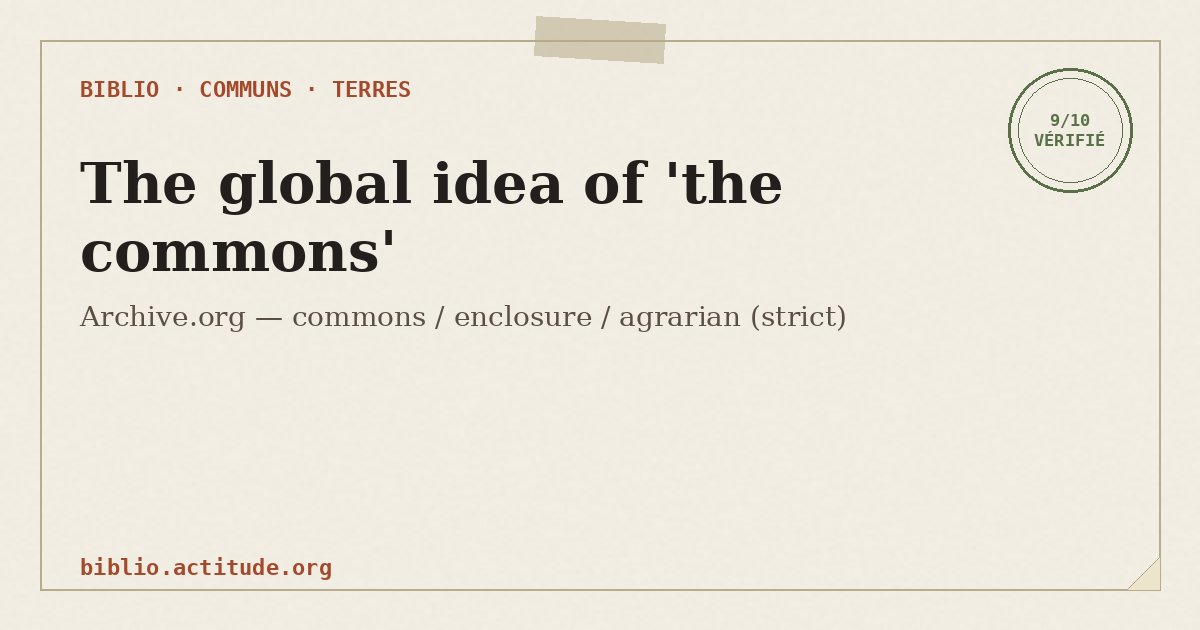 BIBLIO · COMMUNS · TERRES
9/10
VÉRIFIÉ
The global idea of 'the
commons'
Archive.org — commons / enclosure / agrarian (strict)
biblio.actitude.org